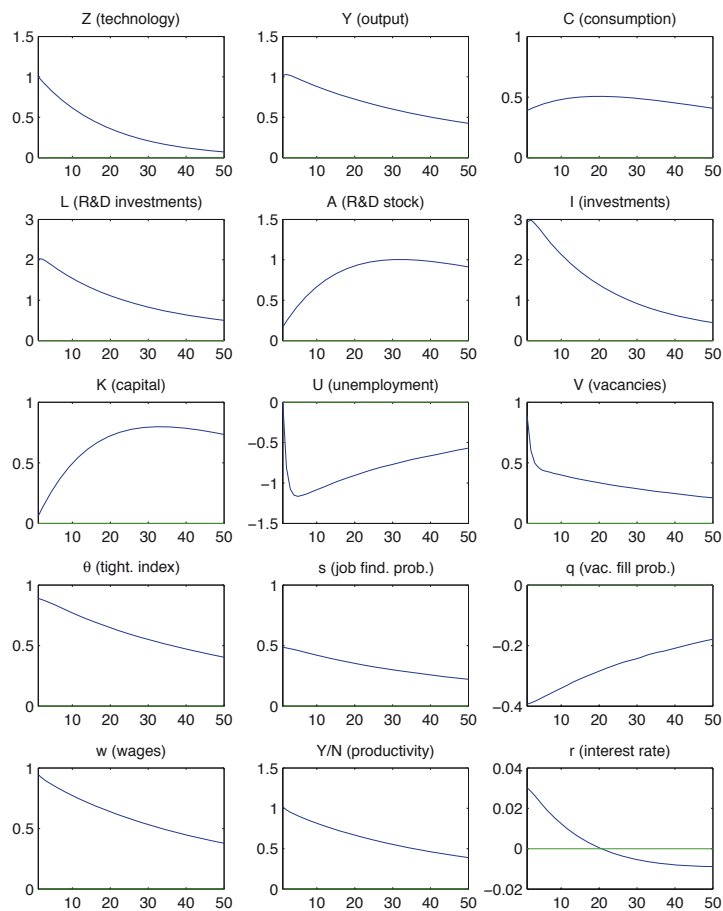 Z (technology) Y (output) C (consumption)
1.5 1.5 1
1 1
0.5
0.5 0.5
0 0 0
10 20 30 40 50 10 20 30 40 50 10 20 30 40 50
L (R&D investments) A (R&D stock) I (investments)
3 1.5 3
2 1 2
1 0.5 1
0 0 0
10 20 30 40 50 10 20 30 40 50 10 20 30 40 50
K (capital) U (unemployment) V (vacancies)
1 0 1
−0.5
0.5 0.5
−1
0 −1.5 0
10 20 30 40 50 10 20 30 40 50 10 20 30 40 50
θ (tight. index) s (job find. prob.) q (vac. fill prob.)
1 1 0
0.5 0.5 −0.2
0 0 −0.4
10 20 30 40 50 10 20 30 40 50 10 20 30 40 50
w (wages) Y/N (productivity) r (interest rate)
1 1.5 0.04
1 0.02
0.5
0.5 0
0 0 −0.02
10 20 30 40 50 10 20 30 40 50 10 20 30 40 50